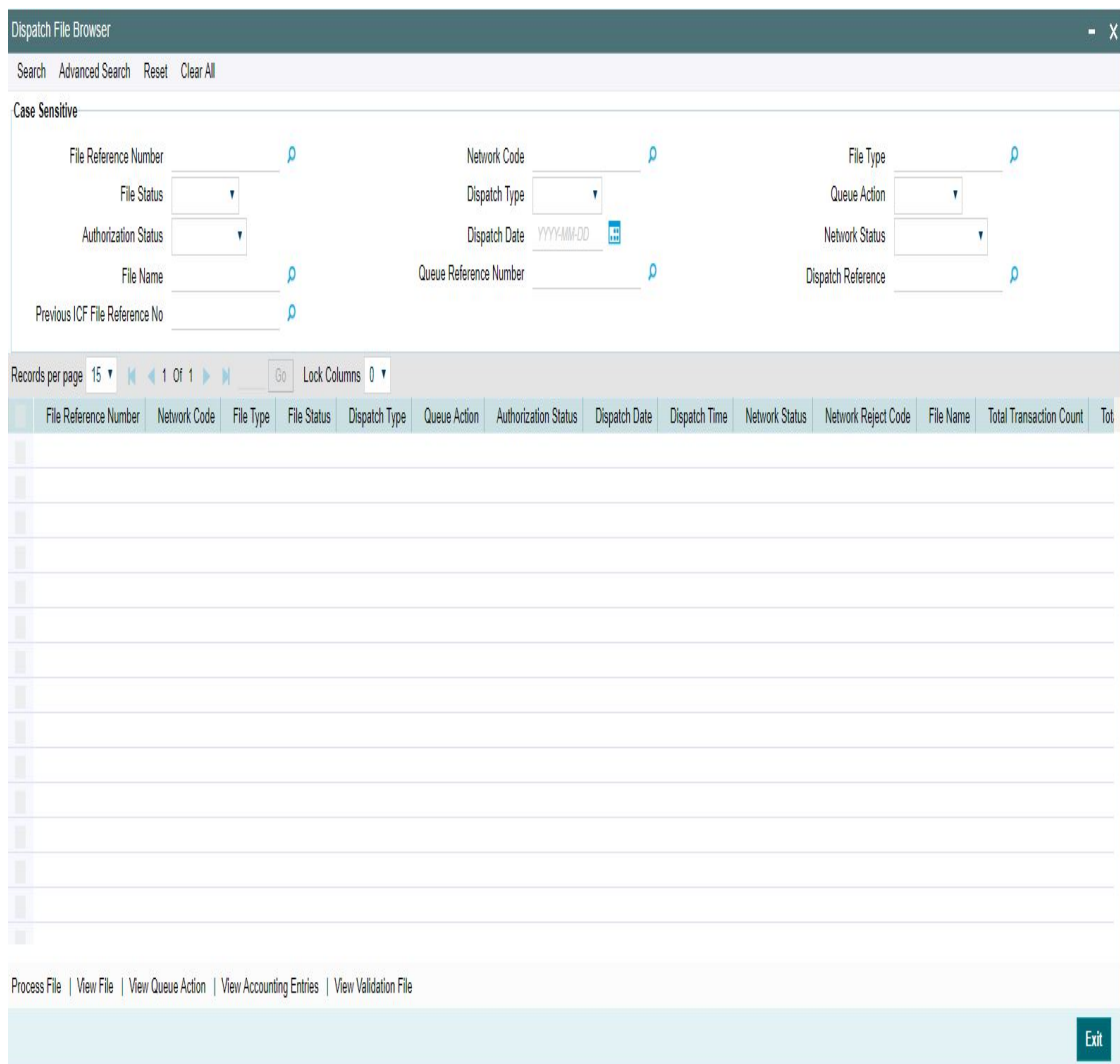 Dispatch File Browser - X
Search Advanced Search Reset Clear All
Case Sensitive
File Reference Number Network Code File Type
File Status Dispatch Type Queue Action
Authorization Status Dispatch Date YYYY-MM-DD Network Status
File Name Queue Reference Number Dispatch Reference
Previous ICF File Reference No
Records per page 15 1 Of 1 Go Lock Columns 0
File Reference Number Network Code File Type File Status Dispatch Type Queue Action Authorization Status Dispatch Date Dispatch Time Network Status Network Reject Code File Name Total Transaction Count Tot
Process File | View File | View Queue Action | View Accounting Entries | View Validation File
Exit